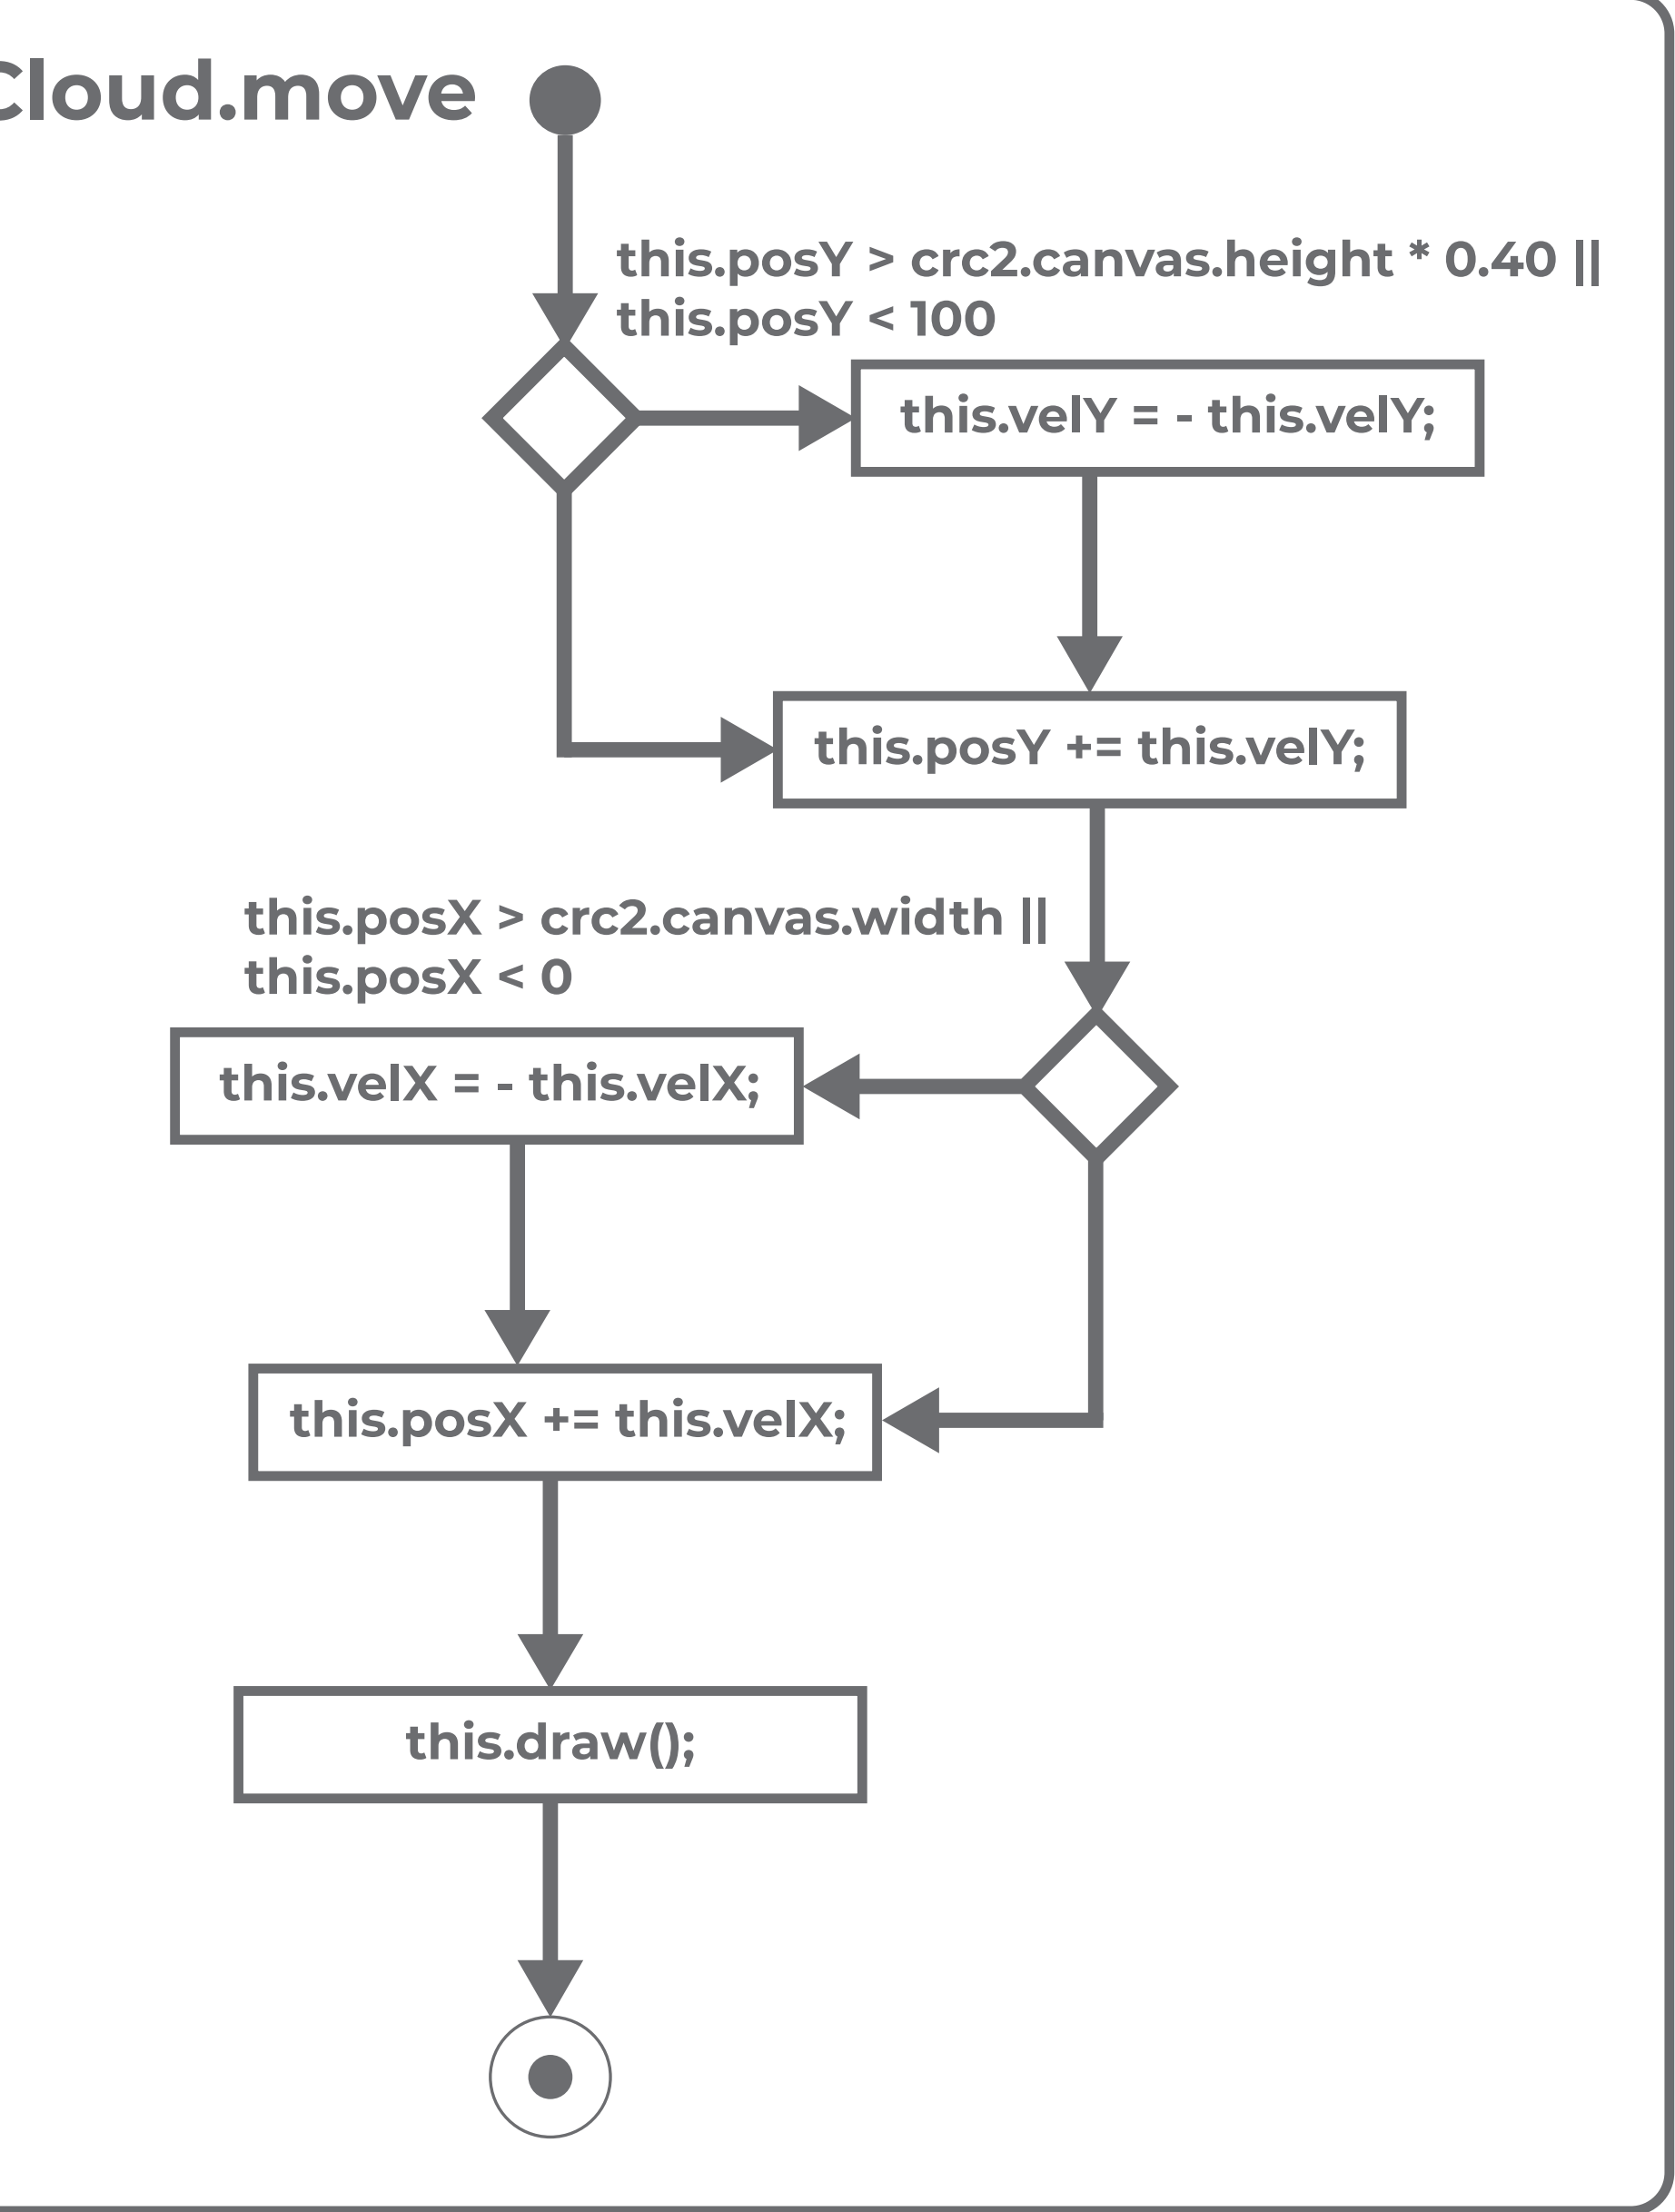 Cloud.move
this.posY > crc2.canvas.height * 0.40 ||
this.posY < 100
this.velY = - this.velY;
this.posY += this.velY;
this.posX > crc2.canvas.width ||
this.posX < 0
this.velX = - this.velX;
this.posX += this.velX;
this.draw();